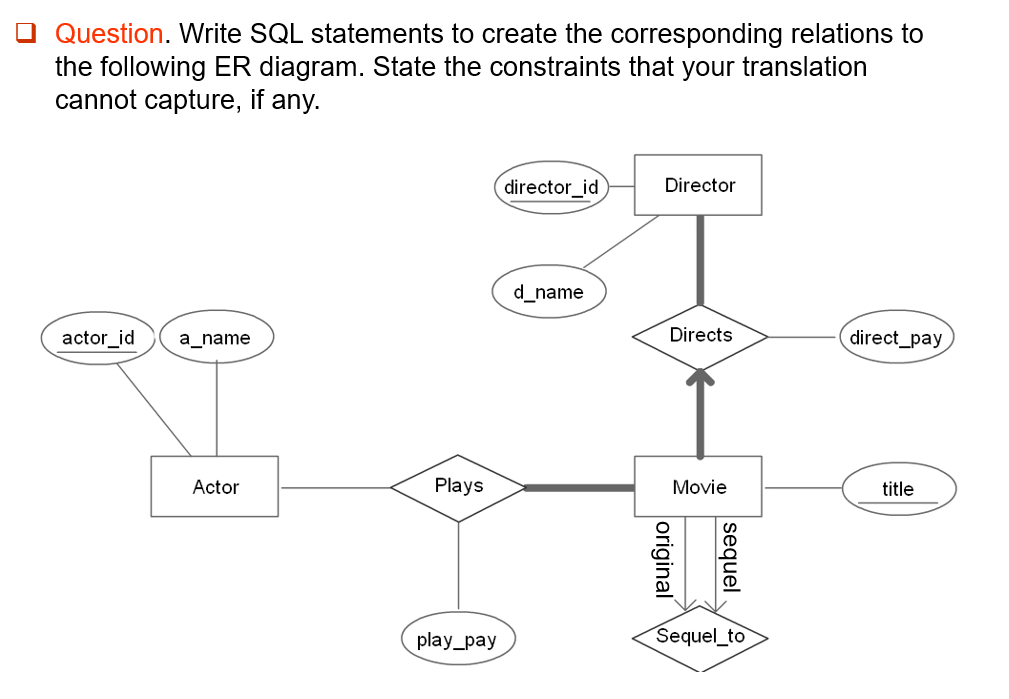 Question. Write SQL statements to create the corresponding relations to
the following ER diagram. State the constraints that your translation
cannot capture, if any.
director_id
Director
d_name
actor_id
a_name
Directs
direct_pay
Actor
Plays
Movie
title
original
sequel
play_pay
Sequel_to